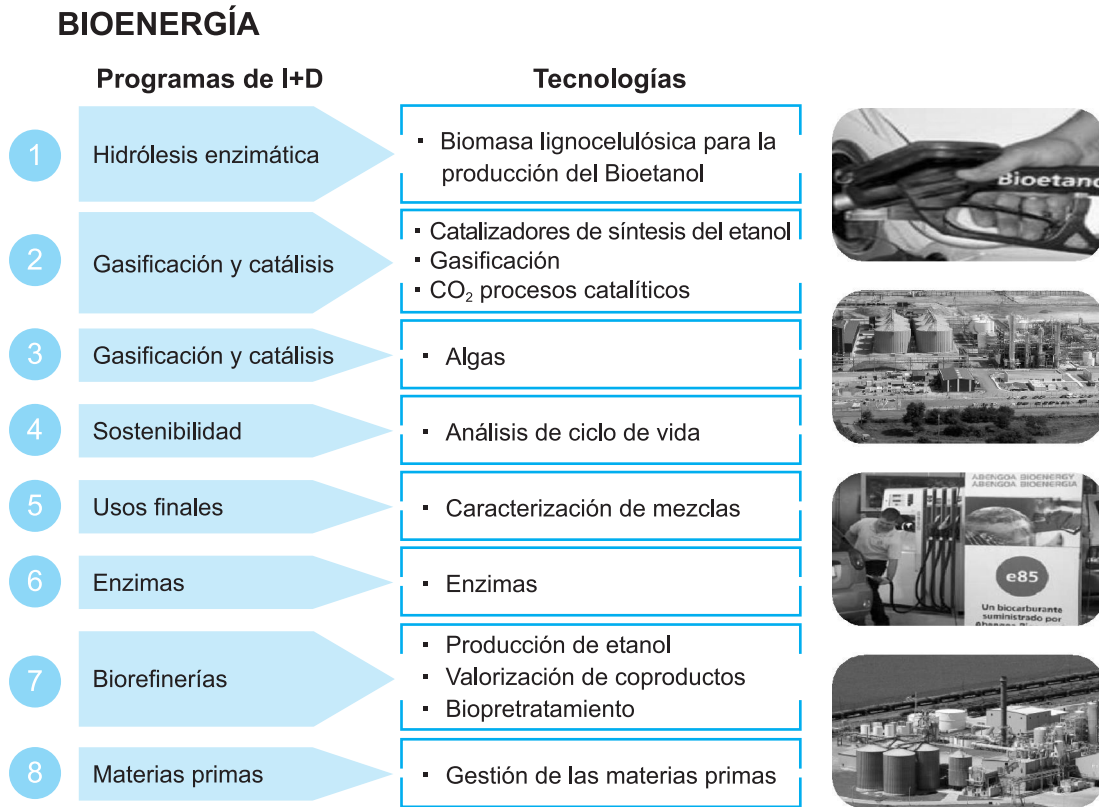 BIOENERGÍA
Programas de I+D
Tecnologías
1
Hidrólesis enzimática
· Biomasa lignocelulósica para la
producción del Bioetanol
2
Gasificación y catálisis
· Catalizadores de síntesis del etanol
· Gasificación
· CO₂ procesos catalíticos
3
Gasificación y catálisis
· Algas
4
Sostenibilidad
· Análisis de ciclo de vida
5
Usos finales
· Caracterización de mezclas
6
Enzimas
· Enzimas
7
Biorefinerías
· Producción de etanol
· Valorización de coproductos
· Biopretratamiento
8
Materias primas
· Gestión de las materias primas
Bioetano
ABENGOA BIOENERGY
ABENGOA BIOENERGIA
e85
Un biocarburante
suministrado por